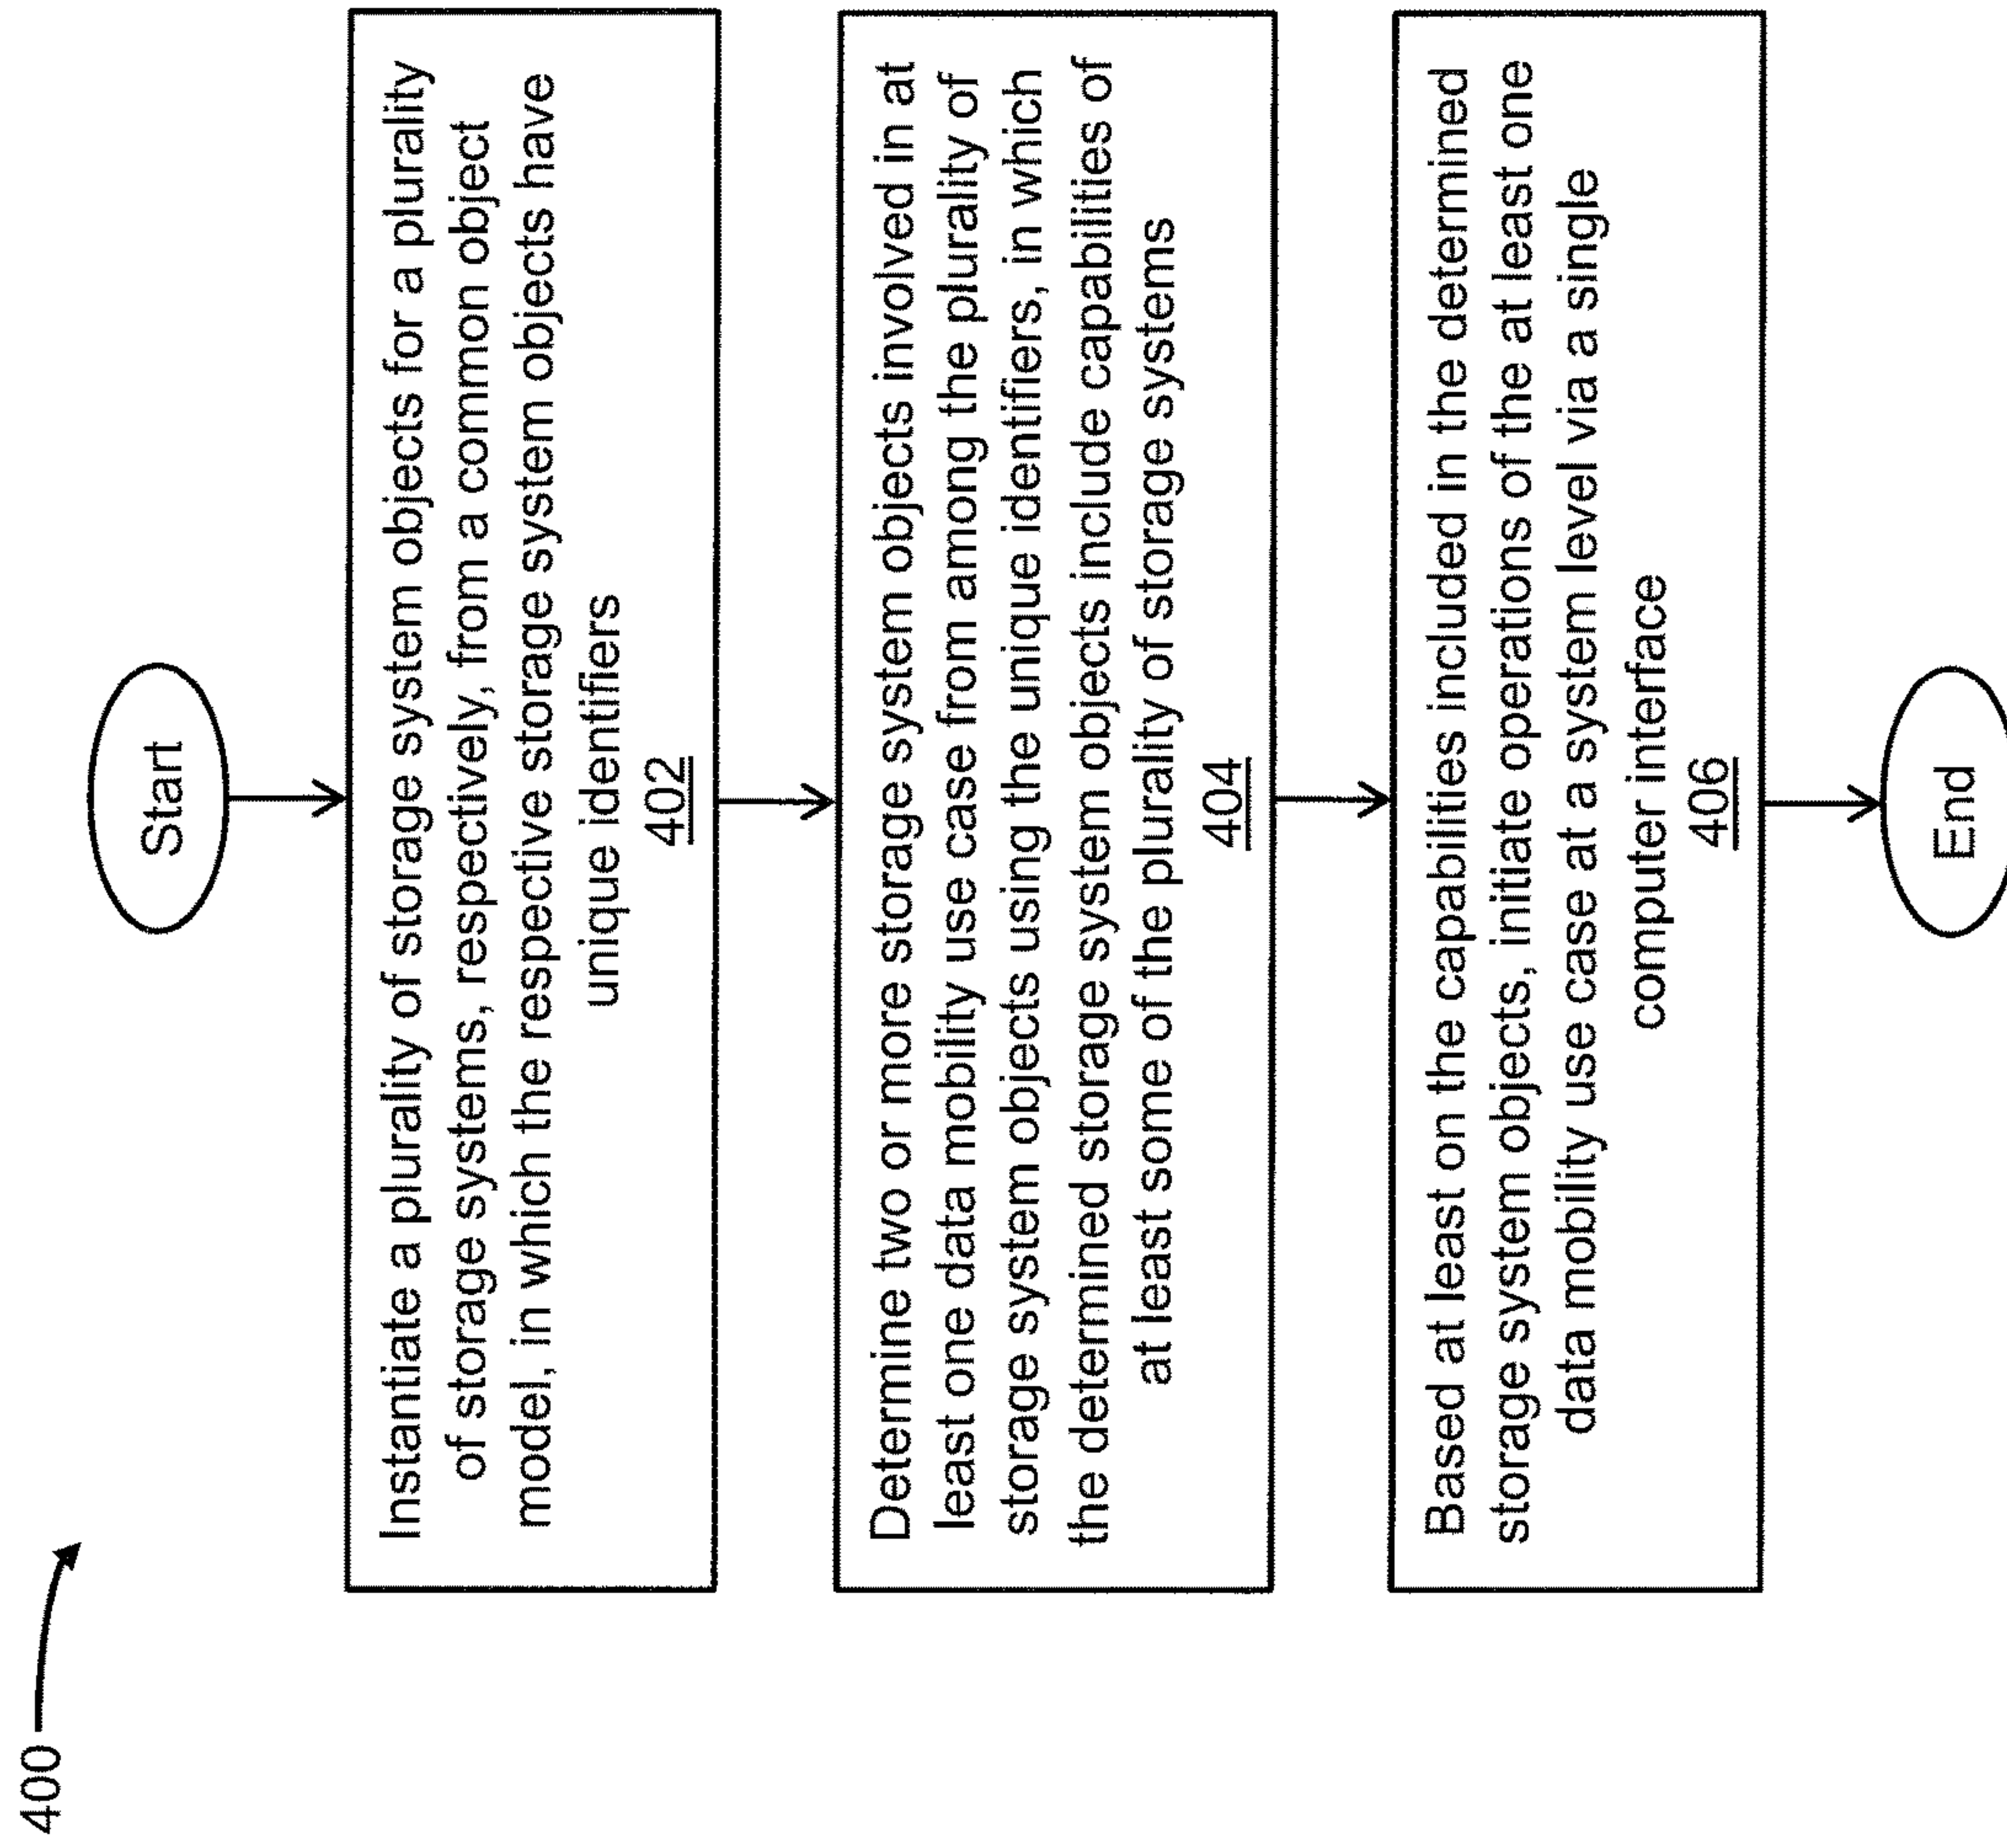 400
Start
Instantiate a plurality of storage system objects for a plurality
of storage systems, respectively, from a common object
model, in which the respective storage system objects have
unique identifiers
402
Determine two or more storage system objects involved in at
least one data mobility use case from among the plurality of
storage system objects using the unique identifiers, in which
the determined storage system objects include capabilities of
at least some of the plurality of storage systems
404
Based at least on the capabilities included in the determined
storage system objects, initiate operations of the at least one
data mobility use case at a system level via a single
computer interface
406
End